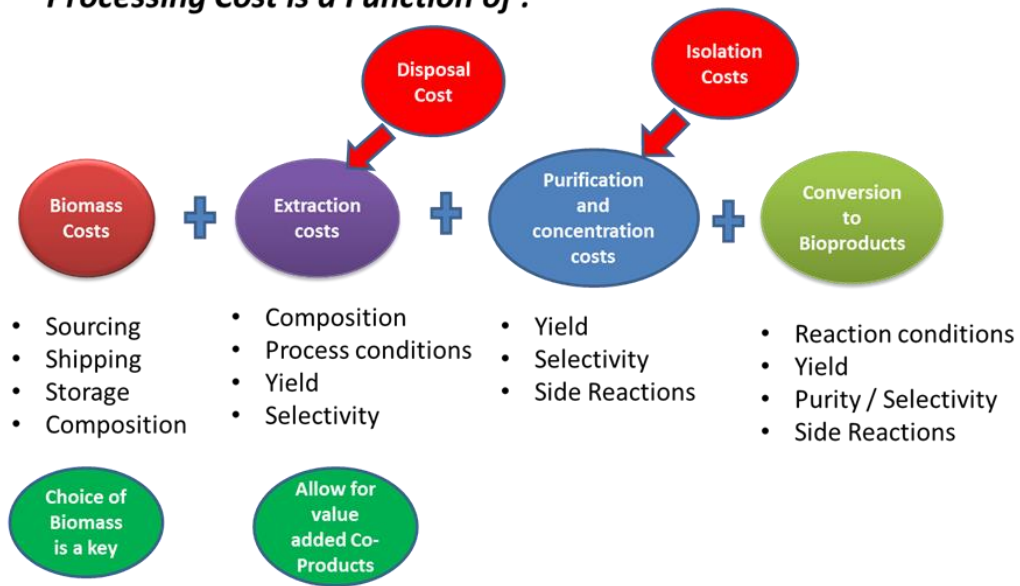 Processing Cost is a Function of :
Disposal
Cost
Isolation
Costs
Biomass
Costs
+
Extraction
costs
+
Purification
and
concentration
costs
+
Conversion
to
Bioproducts
• Sourcing
• Shipping
• Storage
• Composition
• Composition
• Process conditions
• Yield
• Selectivity
• Yield
• Selectivity
• Side Reactions
• Reaction conditions
• Yield
• Purity / Selectivity
• Side Reactions
Choice of
Biomass
is a key
Allow for
value
added Co-
Products